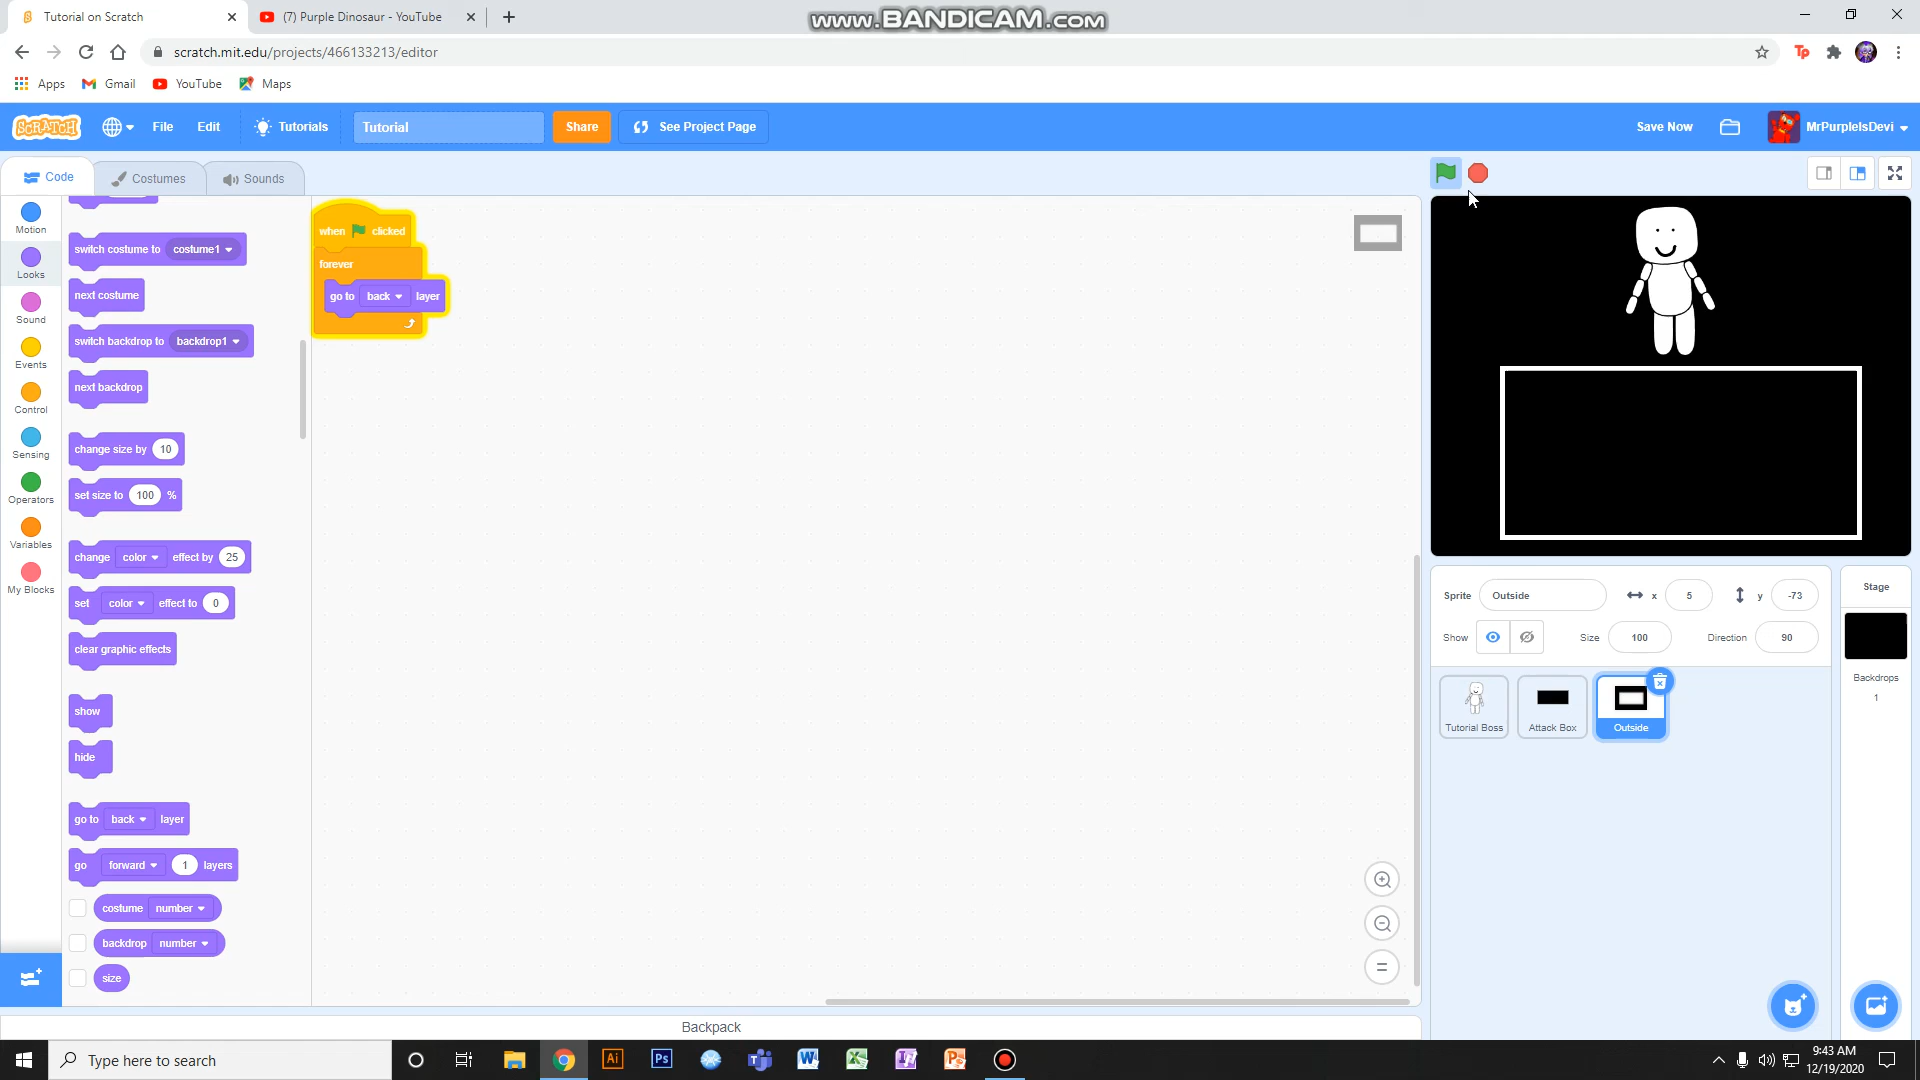 Tutorial on Scratch
(7) Purple Dinosaur - YouTube
WWW.BANDICAM.COM
scratch.mit.edu/projects/466133213/editor
Apps
Gmail
YouTube
Maps
Tp
SCRATCH
File
Edit
Tutorials
Tutorial
Share
See Project Page
Save Now
MrPurpleIsDevi
Code
Costumes
Sounds
Motion
Looks
Sound
Events
Control
Sensing
Operators
Variables
My Blocks
switch costume to costume1
next costume
switch backdrop to backdrop1
next backdrop
change size by 10
set size to 100 %
change color effect by 25
set color effect to 0
clear graphic effects
show
hide
go to back layer
go forward 1 layers
costume number
backdrop number
size
when clicked
forever
go to back layer
Sprite Outside x 5 y -73
Show Size 100 Direction 90
Tutorial Boss
Attack Box
Outside
Stage
Backdrops
1
Backpack
Type here to search
Ai
Ps
9:43 AM
12/19/2020